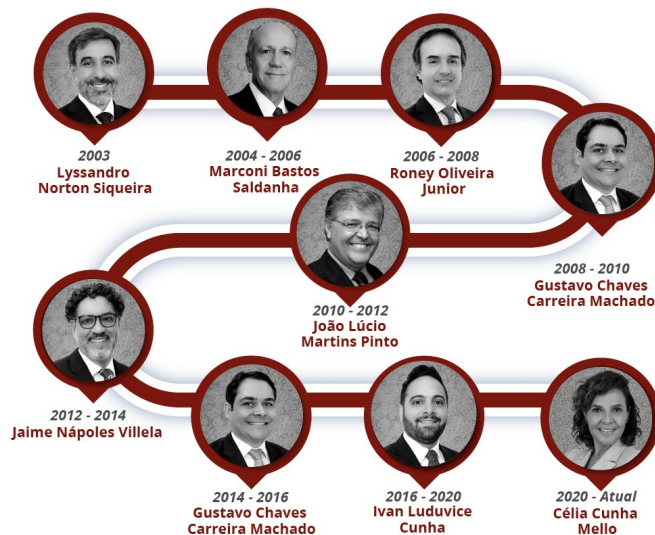 2003
Lyssandro
Norton Siqueira
2004 - 2006
Marconi Bastos
Saldanha
2006 - 2008
Roney Oliveira
Junior
2008 - 2010
Gustavo Chaves
Carreira Machado
2010 - 2012
João Lúcio
Martins Pinto
2012 - 2014
Jaime Nápoles Villela
2014 - 2016
Gustavo Chaves
Carreira Machado
2016 - 2020
Ivan Luduvice
Cunha
2020 - Atual
Célia Cunha
Mello